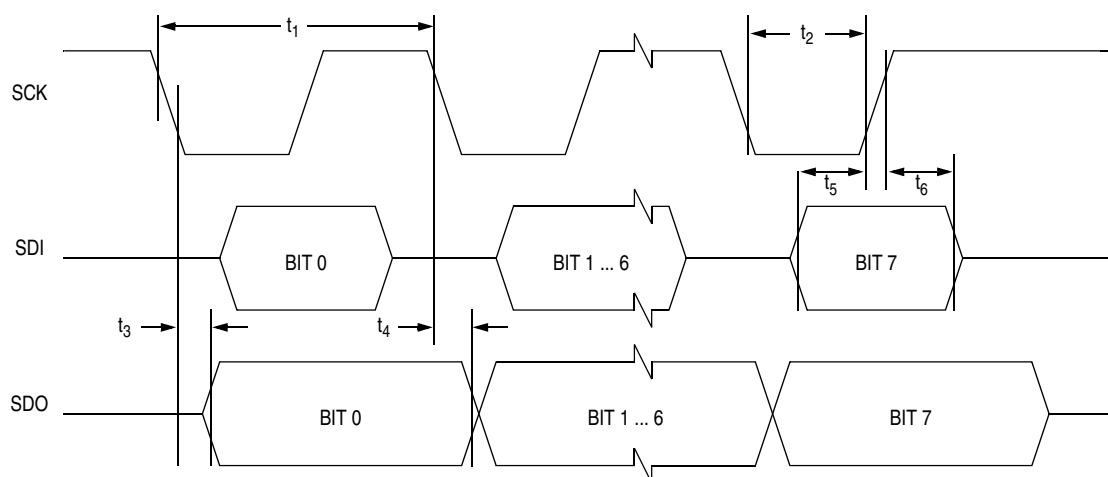 t1
t2
SCK
t5
t6
SDI
BIT 0
BIT 1 ... 6
BIT 7
t3
t4
SDO
BIT 0
BIT 1 ... 6
BIT 7